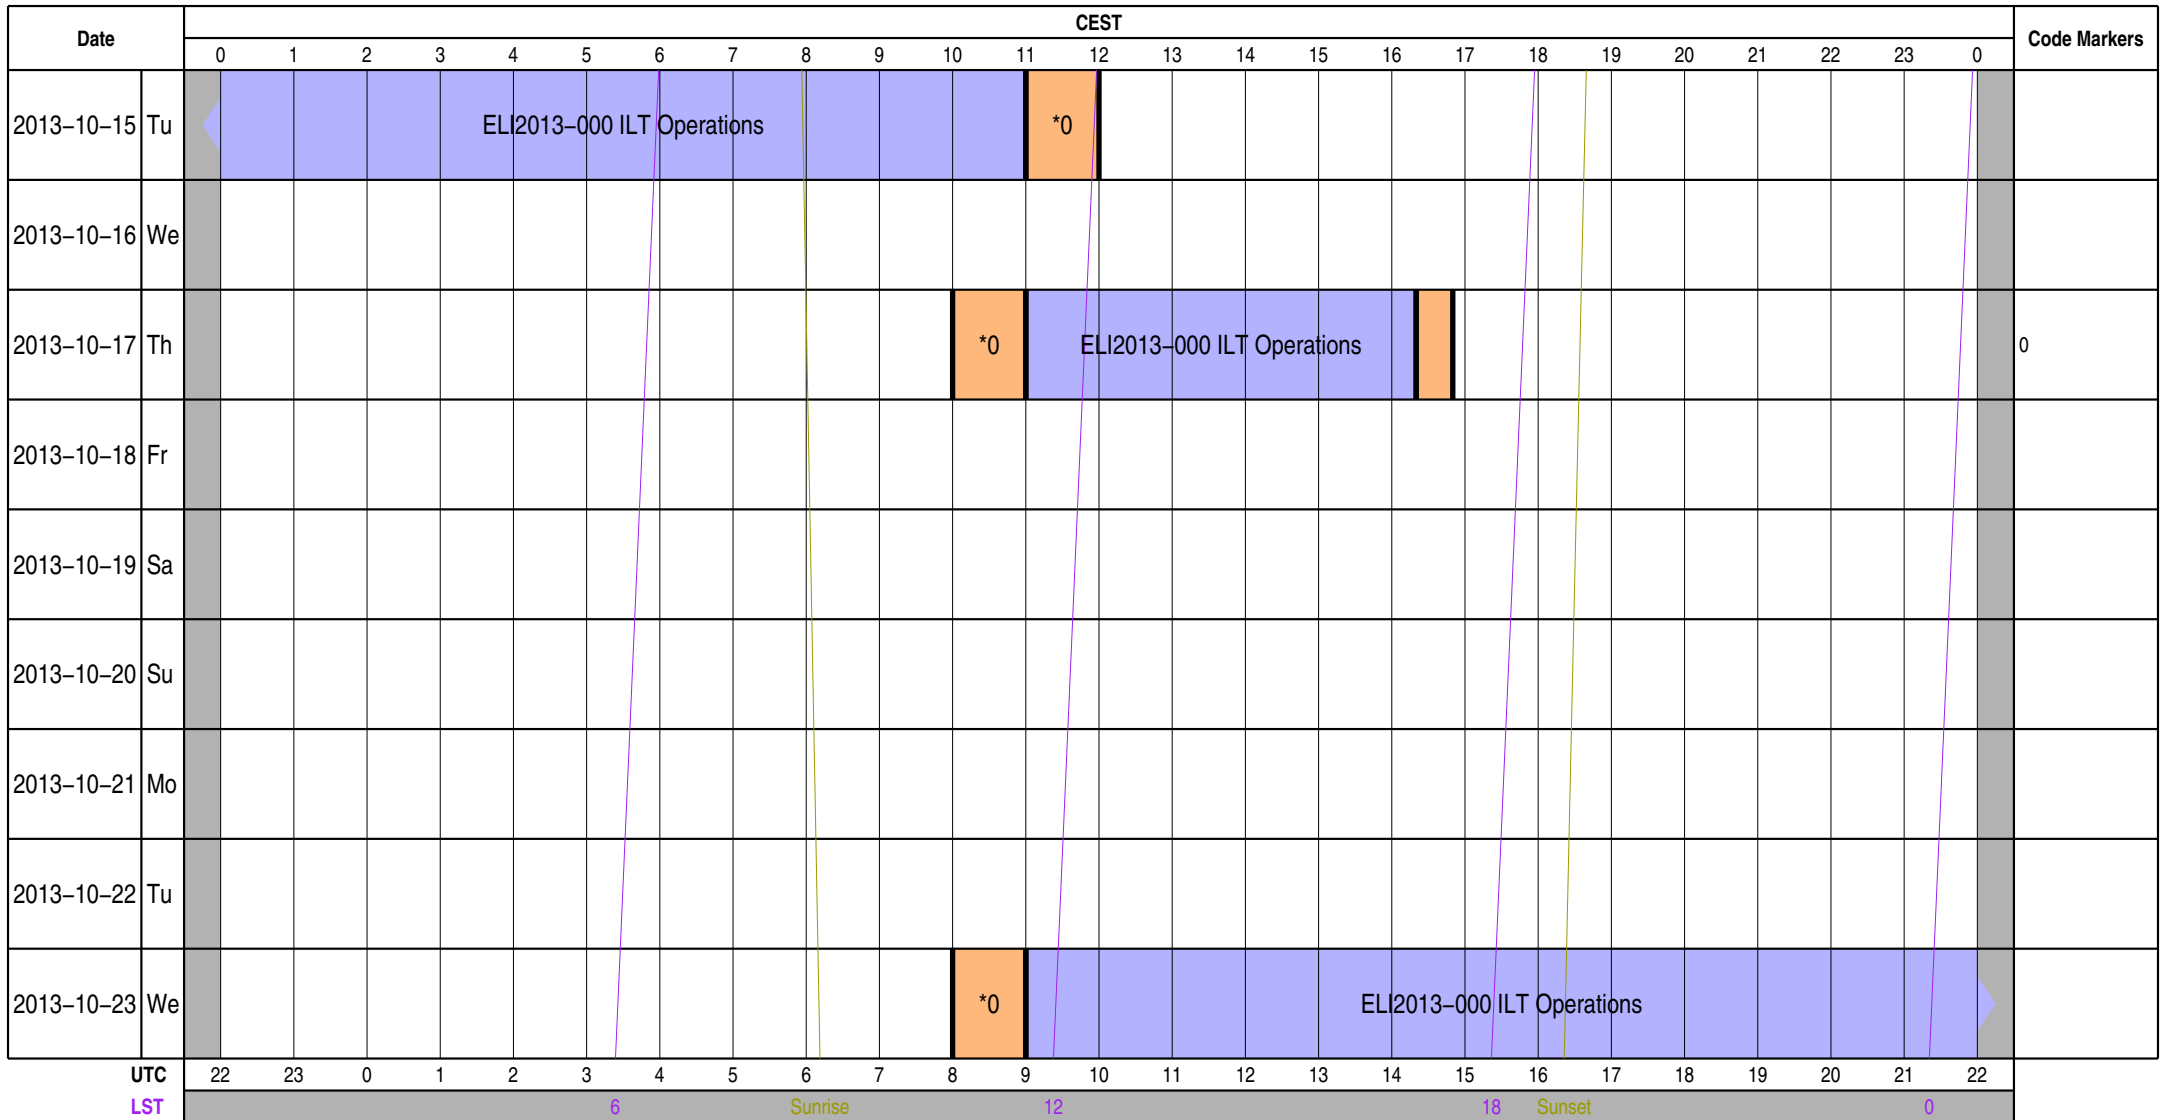 Date CEST Code Markers
0 1 2 3 4 5 6 7 8 9 10 11 12 13 14 15 16 17 18 19 20 21 22 23 0
2013−10−15 Tu ELI2013−000 ILT Operations *0
2013−10−16 We
2013−10−17 Th *0 ELI2013−000 ILT Operations 0
2013−10−18 Fr
2013−10−19 Sa
2013−10−20 Su
2013−10−21 Mo
2013−10−22 Tu
2013−10−23 We *0 ELI2013−000 ILT Operations
UTC 22 23 0 1 2 3 4 5 6 7 8 9 10 11 12 13 14 15 16 17 18 19 20 21 22
LST 6 Sunrise 12 18 Sunset 0